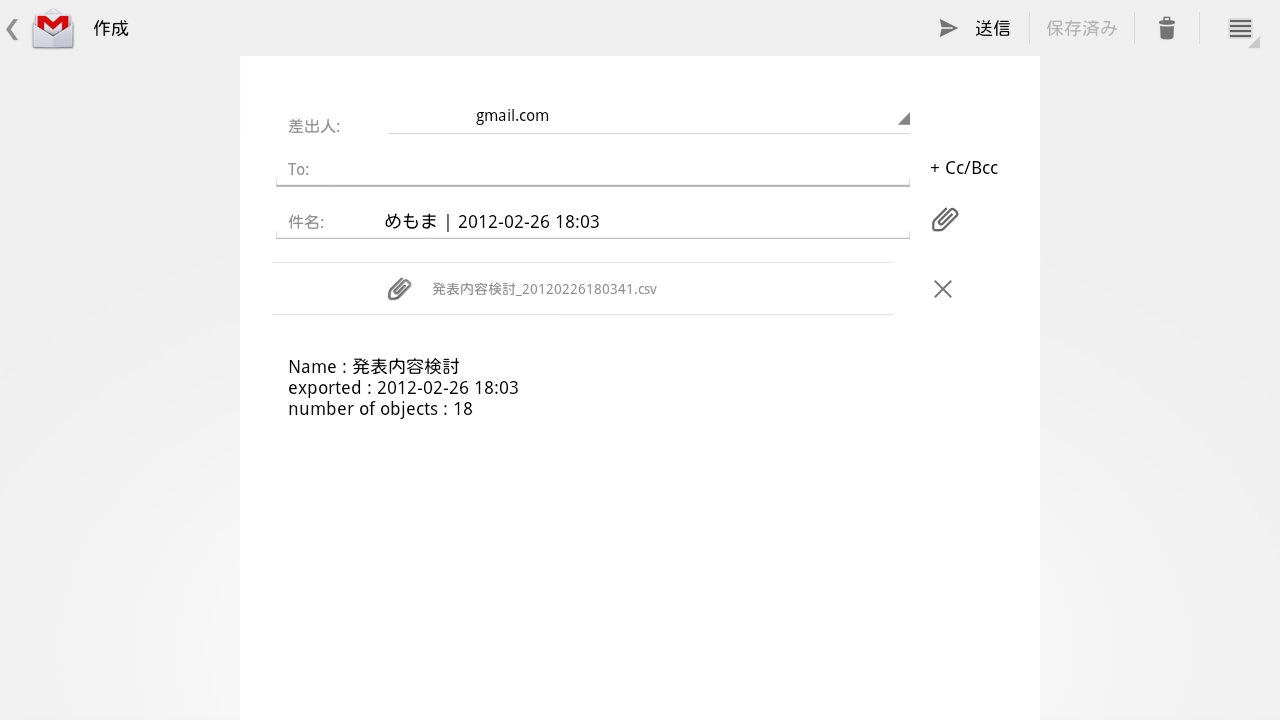 作成
送信
保存済み
差出人: gmail.com
To:
+ Cc/Bcc
件名: めもま | 2012-02-26 18:03
発表内容検討_20120226180341.csv
Name : 発表内容検討
exported : 2012-02-26 18:03
number of objects : 18